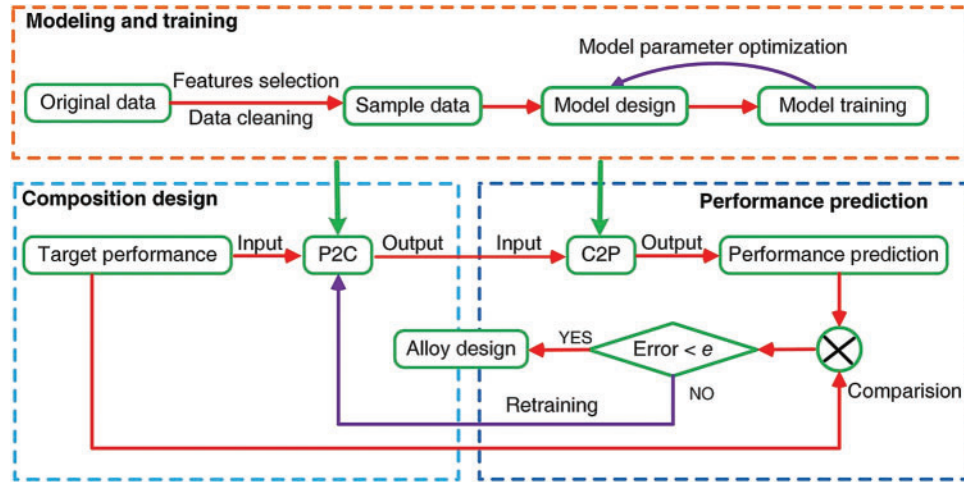 Modeling and training
Model parameter optimization
Features selection
Original data
Sample data
Model design
Model training
Data cleaning
Composition design
Performance prediction
Target performance
Input
P2C
Output
Input
C2P
Output
Performance prediction
Alloy design
YES
Error < e
NO
Comparision
Retraining